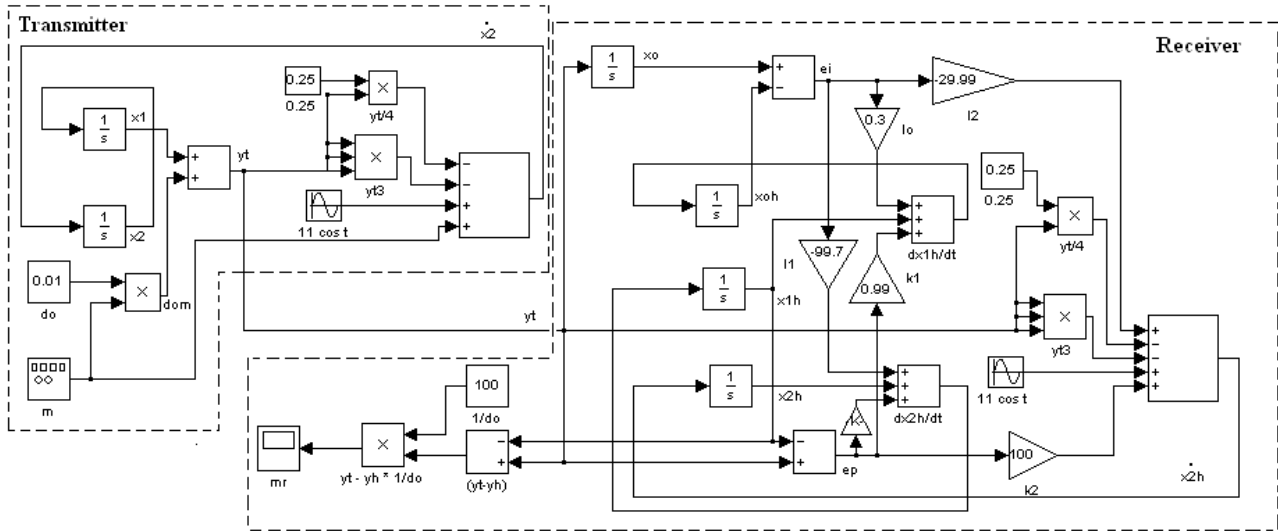 Transmitter
x2
1
s
x1
1
s
x2
0.01
do
×
dom
m
+
+
yt
0.25
0.25
×
yt/4
×
yt3
11 cos t
−
−
+
+
Receiver
1
s
xo
+
−
ei
-29.99
l2
0.3
lo
1
s
xoh
+
+
+
dx1h/dt
0.25
0.25
×
yt/4
-99.7
l1
0.99
k1
1
s
x1h
yt
×
yt3
11 cos t
+
−
−
+
+
1
s
x2h
+
+
+
dx2h/dt
100
1/do
mr
×
yt - yh * 1/do
−
+
(yt-yh)
−
+
ep
100
k2
x2h